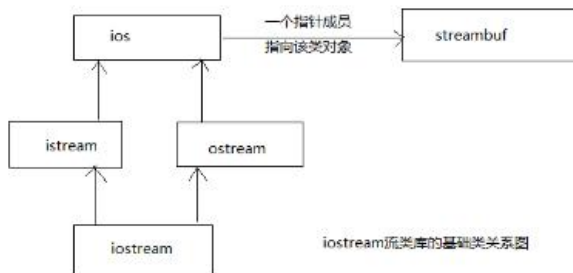 一个指针成员
ios
streambuf
指向该类对象
istream
ostream
iostream
iostream流类库的基础类关系图